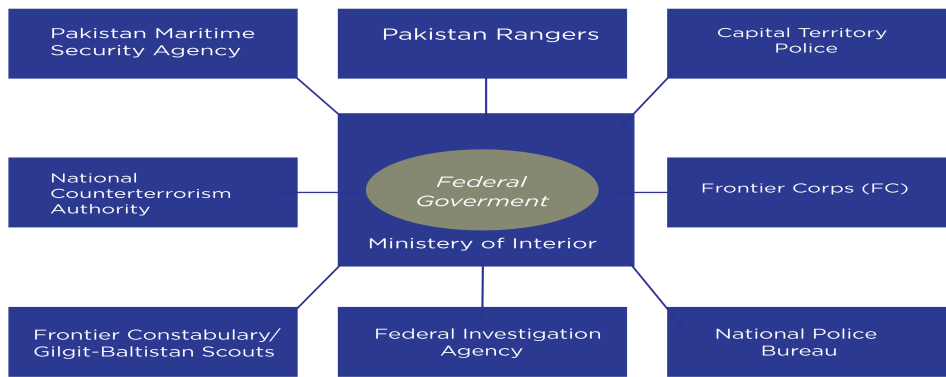 Pakistan Maritime
Security Agency
Pakistan Rangers
Capital Territory
Police
National
Counterterrorism
Authority
Federal
Goverment
Ministery of Interior
Frontier Corps (FC)
Frontier Constabulary/
Gilgit-Baltistan Scouts
Federal Investigation
Agency
National Police
Bureau